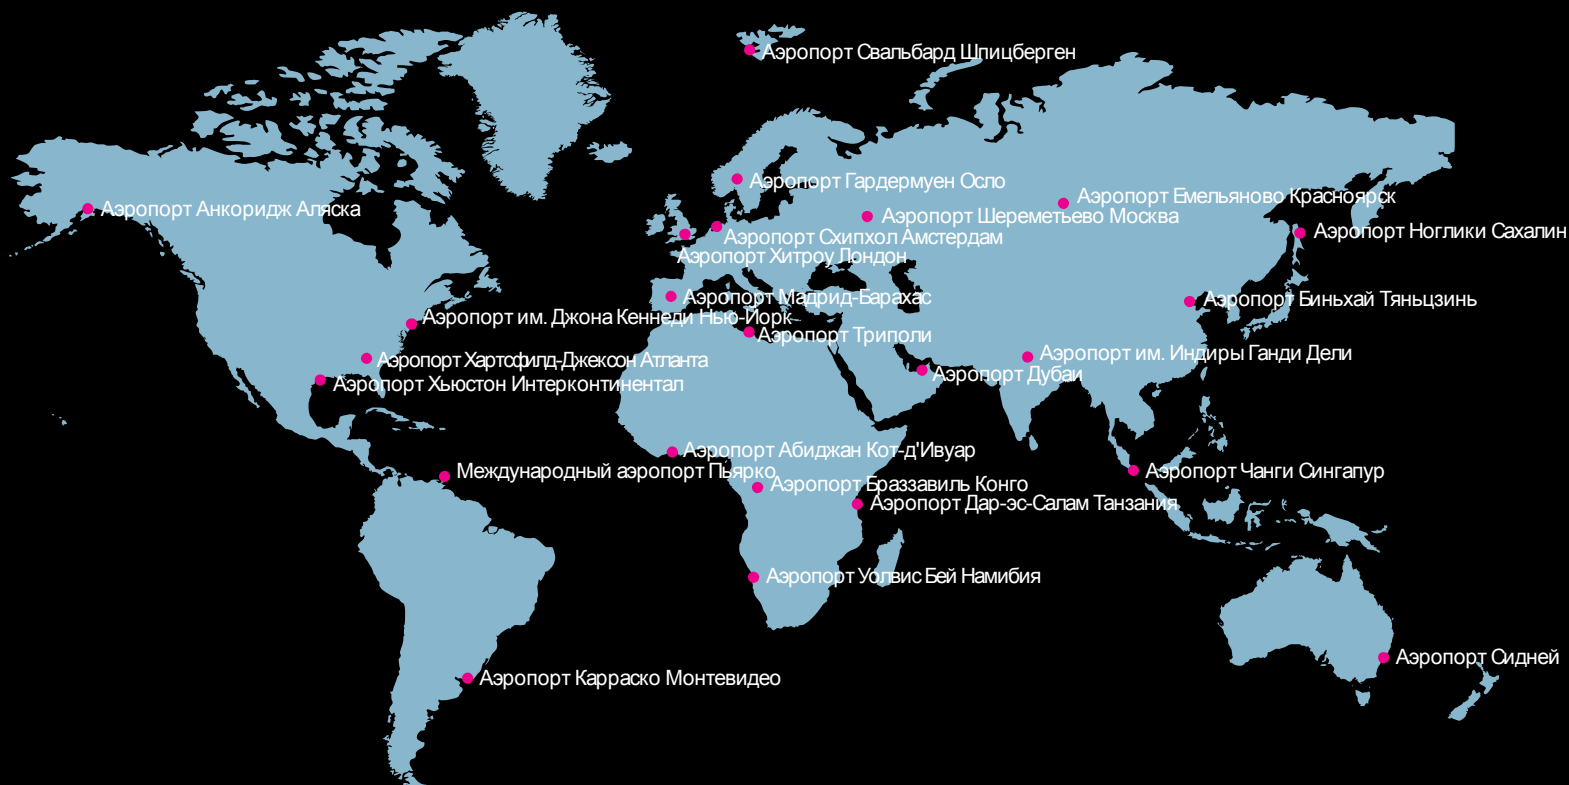 Аэропорт Свальбард Шпицберген
Аэропорт Гардермуен Осло
Аэропорт Емельяново Красноярск
Аэропорт Анкоридж Аляска
Аэропорт Шереметьево Москва
Аэропорт Ноглики Сахалин
Аэропорт Схипхол Амстердам
Аэропорт Хитроу Лондон
Аэропорт Мадрид-Барахас
Аэропорт Биньхай Тяньцзинь
Аэропорт им. Джона Кеннеди Нью-Йорк
Аэропорт Триполи
Аэропорт им. Индиры Ганди Дели
Аэропорт Хартсфилд-Джексон Атланта
Аэропорт Дубаи
Аэропорт Хьюстон Интерконтинентал
Аэропорт Абиджан Кот-д'Ивуар
Международный аэропорт Пьярко
Аэропорт Чанги Сингапур
Аэропорт Браззавиль Конго
Аэропорт Дар-эс-Салам Танзания
Аэропорт Уолвис Бей Намибия
Аэропорт Сидней
Аэропорт Карраско Монтевидео